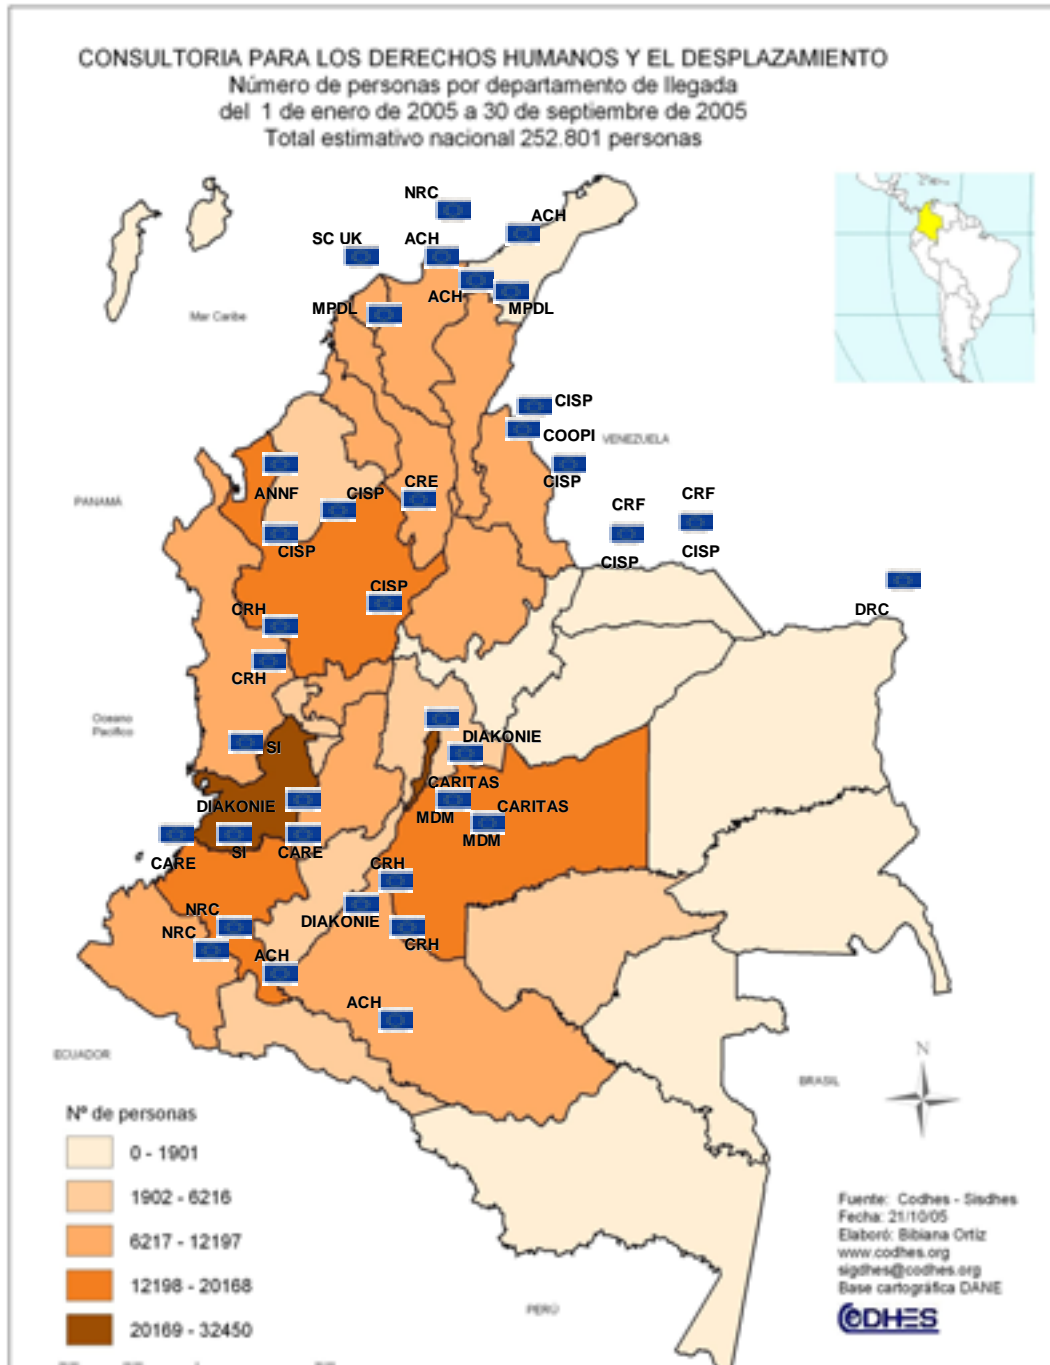 CONSULTORIA PARA LOS DERECHOS HUMANOS Y EL DESPLAZAMIENTO
Número de personas por departamento de llegada
del 1 de enero de 2005 a 30 de septiembre de 2005
Total estimativo nacional 252.801 personas
NRC
ACH
SC UK
ACH
ACH
MPDL
MPDL
Mar Caribe
CISP
COOPI
VENEZUELA
CISP
PANAMÁ
ANNF
CISP
CRE
CRF
CRF
CISP
CISP
CISP
CISP
DRC
CRH
CRH
Oceano
Pacífico
SI
DIAKONIE
CARITAS
DIAKONIE
MDM
CARITAS
MDM
CARE
SI
CARE
CRH
NRC
DIAKONIE
NRC
CRH
ACH
ACH
ECUADOR
N
BRASIL
Nº de personas
0 - 1901
1902 - 6216
6217 - 12197
12198 - 20168
20169 - 32450
PERÚ
Fuente: Codhes - Sisdhes
Fecha: 21/10/05
Elaboró: Bibiana Ortiz
www.codhes.org
sigdhes@codhes.org
Base cartográfica DANE
CODHES